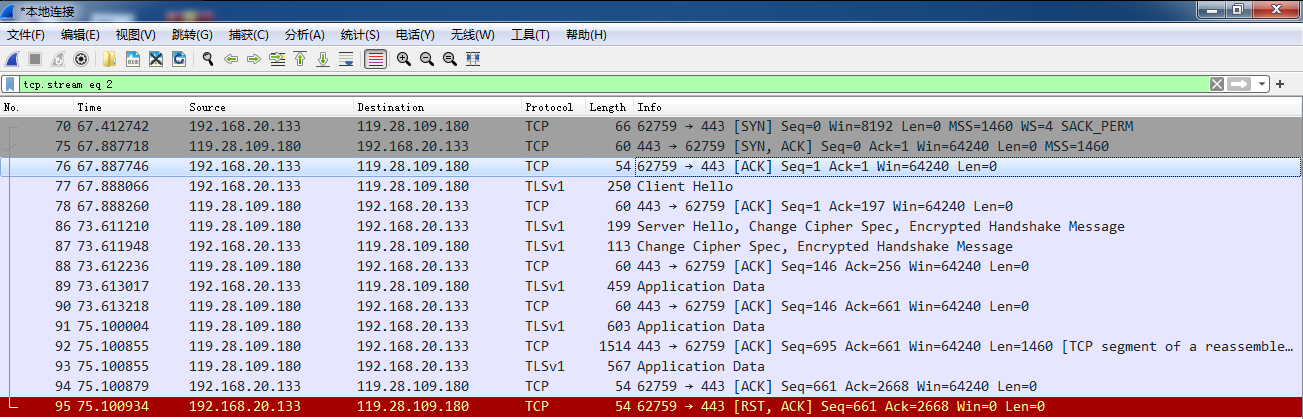 *本地连接
文件(F) 编辑(E) 视图(V) 跳转(G) 捕获(C) 分析(A) 统计(S) 电话(Y) 无线(W) 工具(T) 帮助(H)
tcp.stream eq 2
No. Time Source Destination Protocol Length Info
70 67.412742 192.168.20.133 119.28.109.180 TCP 66 62759 → 443 [SYN] Seq=0 Win=8192 Len=0 MSS=1460 WS=4 SACK_PERM
75 67.887718 119.28.109.180 192.168.20.133 TCP 60 443 → 62759 [SYN, ACK] Seq=0 Ack=1 Win=64240 Len=0 MSS=1460
76 67.887746 192.168.20.133 119.28.109.180 TCP 54 62759 → 443 [ACK] Seq=1 Ack=1 Win=64240 Len=0
77 67.888066 192.168.20.133 119.28.109.180 TLSv1 250 Client Hello
78 67.888260 119.28.109.180 192.168.20.133 TCP 60 443 → 62759 [ACK] Seq=1 Ack=197 Win=64240 Len=0
86 73.611210 119.28.109.180 192.168.20.133 TLSv1 199 Server Hello, Change Cipher Spec, Encrypted Handshake Message
87 73.611948 192.168.20.133 119.28.109.180 TLSv1 113 Change Cipher Spec, Encrypted Handshake Message
88 73.612236 119.28.109.180 192.168.20.133 TCP 60 443 → 62759 [ACK] Seq=146 Ack=256 Win=64240 Len=0
89 73.613017 192.168.20.133 119.28.109.180 TLSv1 459 Application Data
90 73.613218 119.28.109.180 192.168.20.133 TCP 60 443 → 62759 [ACK] Seq=146 Ack=661 Win=64240 Len=0
91 75.100004 119.28.109.180 192.168.20.133 TLSv1 603 Application Data
92 75.100855 119.28.109.180 192.168.20.133 TCP 1514 443 → 62759 [ACK] Seq=695 Ack=661 Win=64240 Len=1460 [TCP segment of a reassemble…
93 75.100855 119.28.109.180 192.168.20.133 TLSv1 567 Application Data
94 75.100879 192.168.20.133 119.28.109.180 TCP 54 62759 → 443 [ACK] Seq=661 Ack=2668 Win=64240 Len=0
95 75.100934 192.168.20.133 119.28.109.180 TCP 54 62759 → 443 [RST, ACK] Seq=661 Ack=2668 Win=0 Len=0